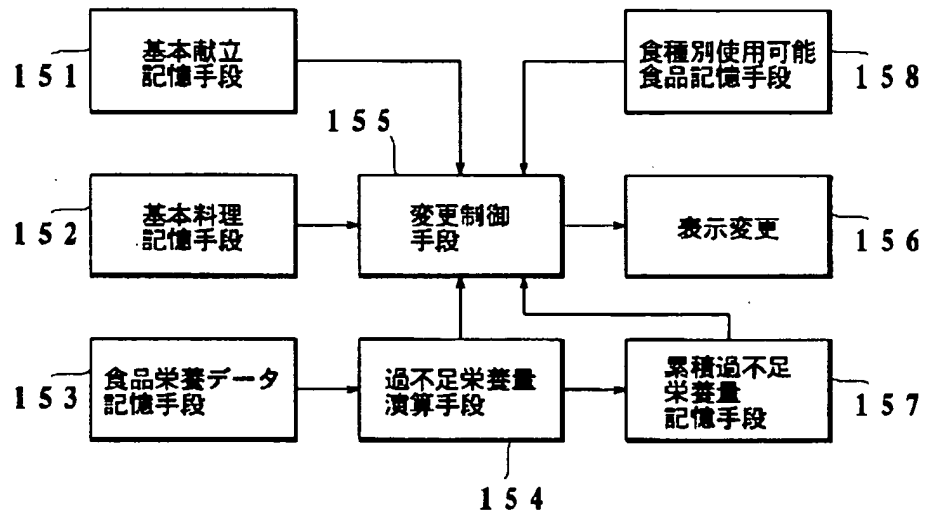 基本献立
記憶手段
151
食種別使用可能
食品記憶手段
158
155
基本料理
記憶手段
152
変更制御
手段
表示変更
156
食品栄養データ
記憶手段
153
過不足栄養量
演算手段
154
累積過不足
栄養量
記憶手段
157